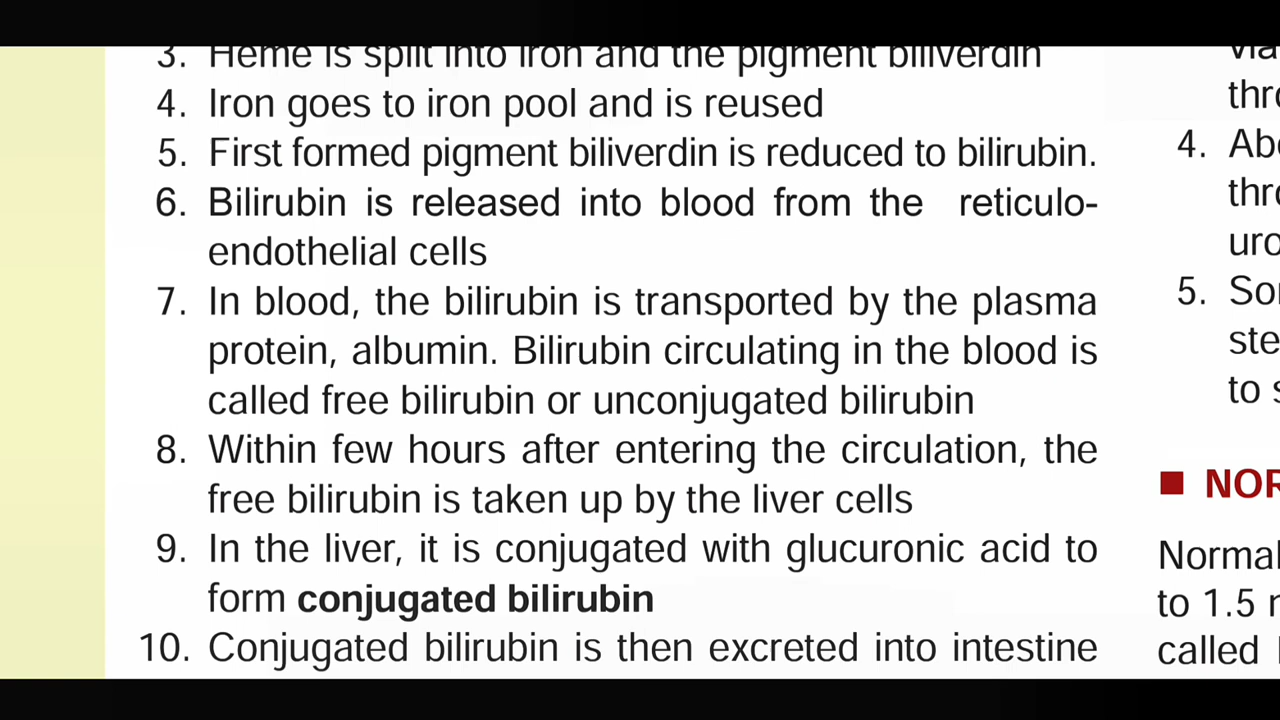 3. Heme is split into iron and the pigment biliverdin
4. Iron goes to iron pool and is reused
5. First formed pigment biliverdin is reduced to bilirubin.
6. Bilirubin is released into blood from the reticulo-
endothelial cells
7. In blood, the bilirubin is transported by the plasma
protein, albumin. Bilirubin circulating in the blood is
called free bilirubin or unconjugated bilirubin
8. Within few hours after entering the circulation, the
free bilirubin is taken up by the liver cells
9. In the liver, it is conjugated with glucuronic acid to
form conjugated bilirubin
10. Conjugated bilirubin is then excreted into intestine
4.
5.
to
Normal
to 1.5
called